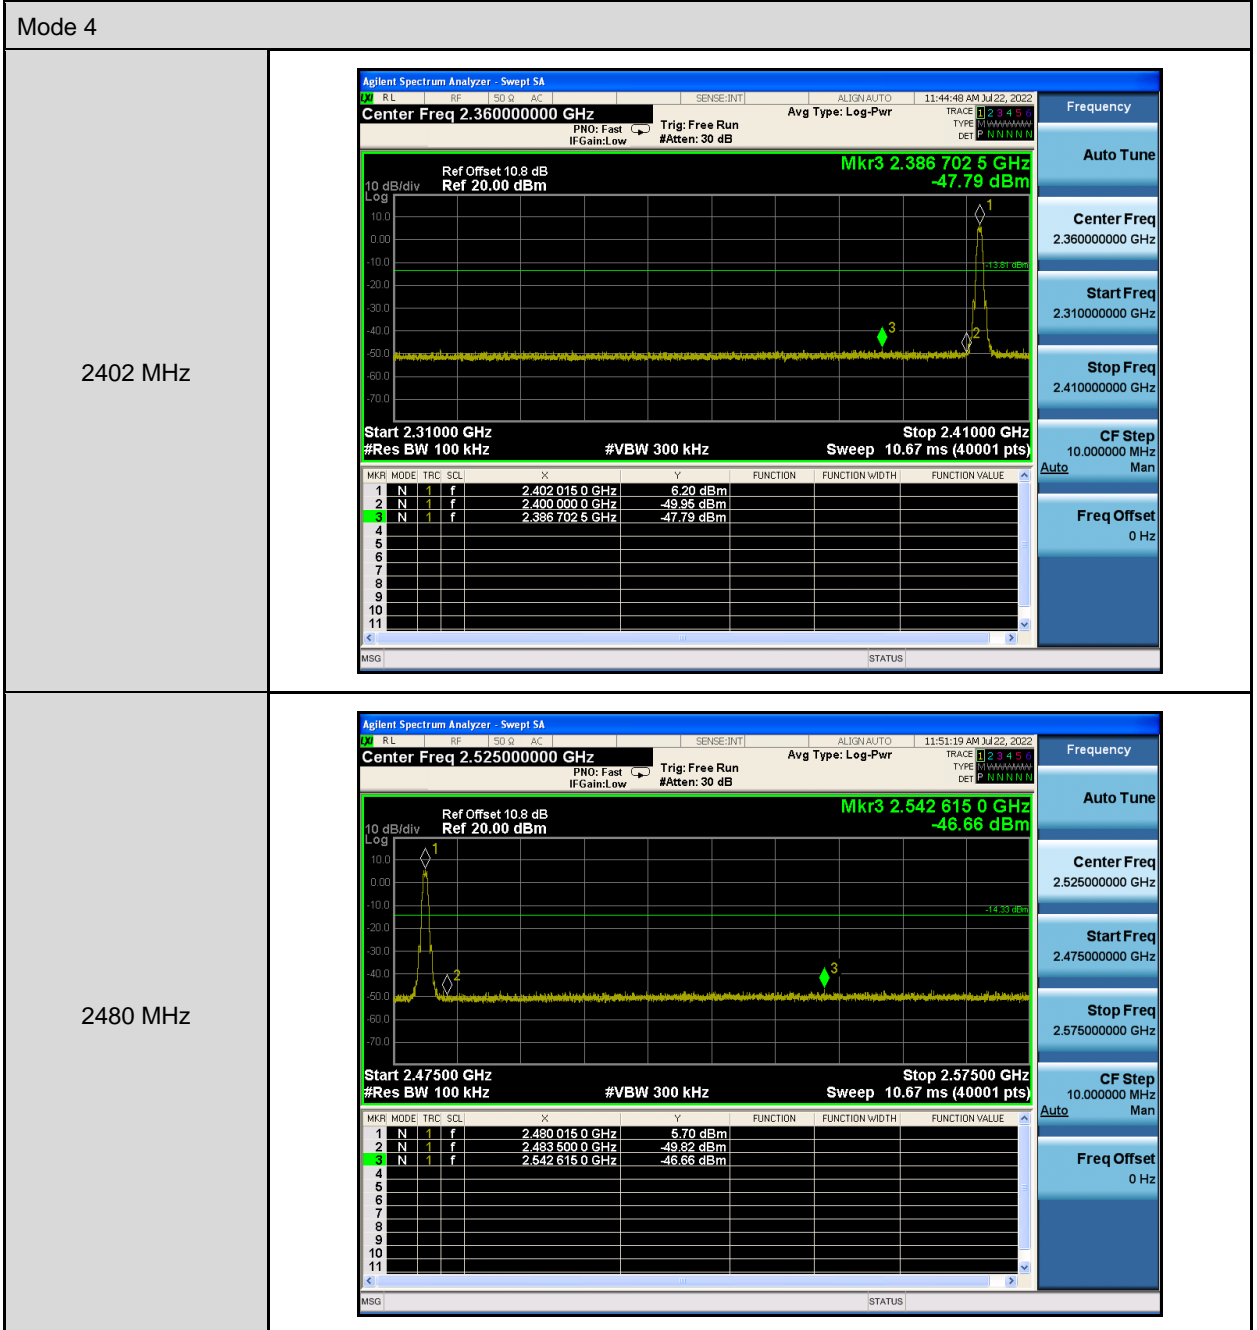 Mode 4
2402 MHz
Agilent Spectrum Analyzer - Swept SA
LXI RL RF 50 Ω AC SENSE:INT ALIGN AUTO 11:44:48 AM Jul 22, 2022
Center Freq 2.360000000 GHz
PNO: Fast
IFGain:Low
Trig: Free Run
#Atten: 30 dB
Avg Type: Log-Pwr
TRACE 1 2 3 4 5 6
TYPE M WWWWW
DET P N N N N N
Ref Offset 10.8 dB
Ref 20.00 dBm
10 dB/div
Log
Mkr3 2.386 702 5 GHz
-47.79 dBm
10.0
0.00
-10.0
-20.0
-30.0
-40.0
-50.0
-60.0
-70.0
1
2
3
-13.81 dBm
Start 2.31000 GHz Stop 2.41000 GHz
#Res BW 100 kHz #VBW 300 kHz Sweep 10.67 ms (40001 pts)
MKR MODE TRC SCL X Y FUNCTION FUNCTION WIDTH FUNCTION VALUE
1 N 1 f 2.402 015 0 GHz 6.20 dBm
2 N 1 f 2.400 000 0 GHz -49.95 dBm
3 N 1 f 2.386 702 5 GHz -47.79 dBm
4
5
6
7
8
9
10
11
MSG STATUS
Frequency
Auto Tune
Center Freq
2.360000000 GHz
Start Freq
2.310000000 GHz
Stop Freq
2.410000000 GHz
CF Step
10.000000 MHz
Auto Man
Freq Offset
0 Hz
2480 MHz
Agilent Spectrum Analyzer - Swept SA
LXI RL RF 50 Ω AC SENSE:INT ALIGN AUTO 11:51:19 AM Jul 22, 2022
Center Freq 2.525000000 GHz
PNO: Fast
IFGain:Low
Trig: Free Run
#Atten: 30 dB
Avg Type: Log-Pwr
TRACE 1 2 3 4 5 6
TYPE M WWWWW
DET P N N N N N
Ref Offset 10.8 dB
Ref 20.00 dBm
10 dB/div
Log
Mkr3 2.542 615 0 GHz
-46.66 dBm
10.0
0.00
-10.0
-20.0
-30.0
-40.0
-50.0
-60.0
-70.0
1
2
3
-14.33 dBm
Start 2.47500 GHz Stop 2.57500 GHz
#Res BW 100 kHz #VBW 300 kHz Sweep 10.67 ms (40001 pts)
MKR MODE TRC SCL X Y FUNCTION FUNCTION WIDTH FUNCTION VALUE
1 N 1 f 2.480 015 0 GHz 5.70 dBm
2 N 1 f 2.483 500 0 GHz -49.82 dBm
3 N 1 f 2.542 615 0 GHz -46.66 dBm
4
5
6
7
8
9
10
11
MSG STATUS
Frequency
Auto Tune
Center Freq
2.525000000 GHz
Start Freq
2.475000000 GHz
Stop Freq
2.575000000 GHz
CF Step
10.000000 MHz
Auto Man
Freq Offset
0 Hz